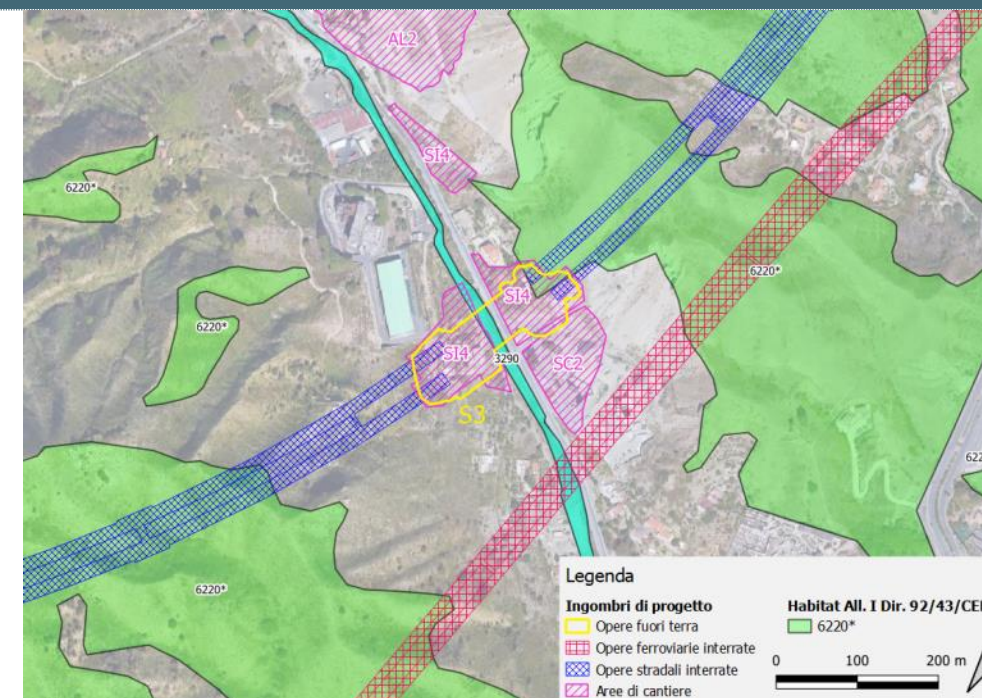 AL2
SI4
6220*
6220*
6220*
SI4
SI4
3290
SC2
S3
6220*
Legenda
Ingombri di progetto
Opere fuori terra
Opere ferroviarie interrate
Opere stradali interrate
Aree di cantiere
Habitat All. I Dir. 92/43/CE
6220*
0 100 200 m